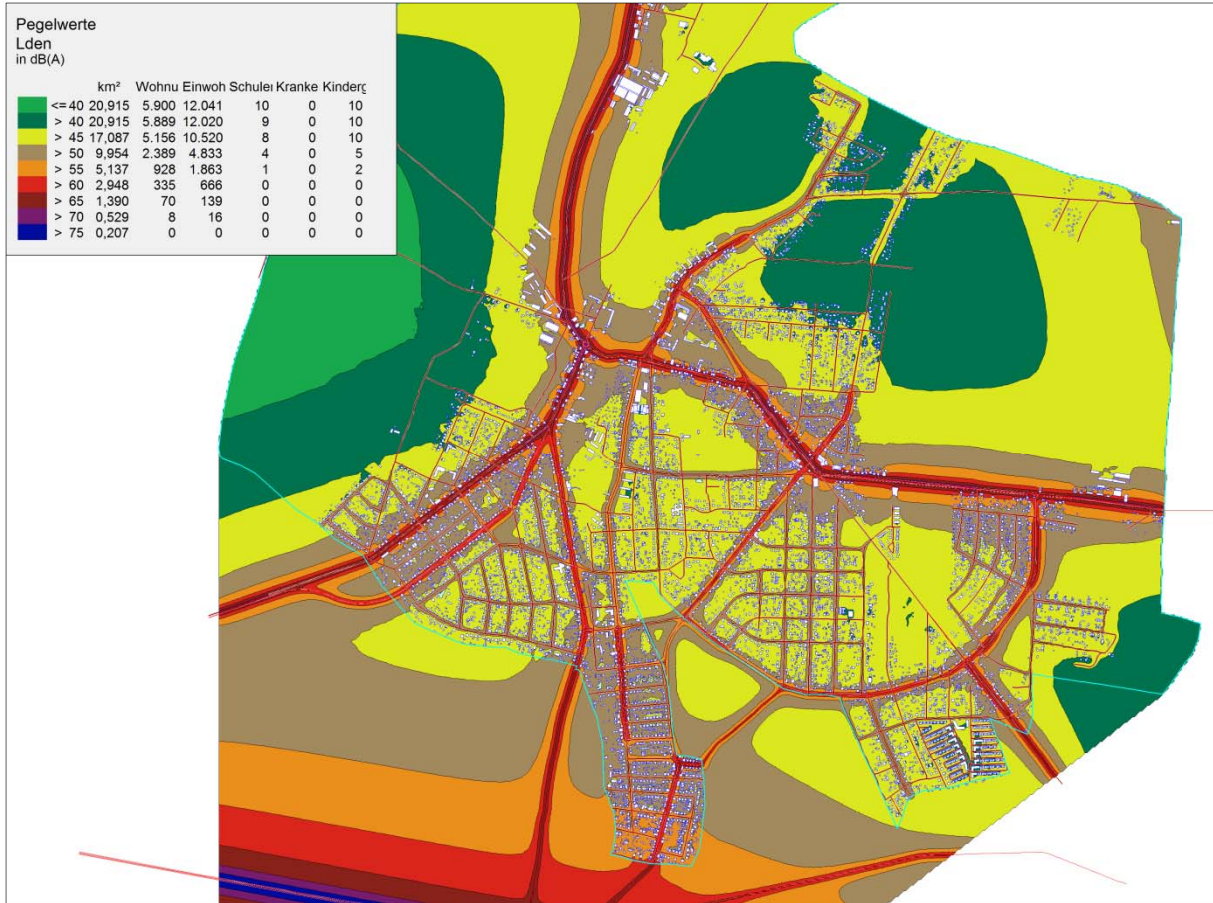 Pegelwerte
Lden
in dB(A)
km² Wohnu Einwoh Schuler Kranke Kinderg
<= 40 20,915 5.900 12.041 10 0 10
> 40 20,915 5.889 12.020 9 0 10
> 45 17,087 5.156 10.520 8 0 10
> 50 9,954 2.389 4.833 4 0 5
> 55 5,137 928 1.863 1 0 2
> 60 2,948 335 666 0 0 0
> 65 1,390 70 139 0 0 0
> 70 0,529 8 16 0 0 0
> 75 0,207 0 0 0 0 0